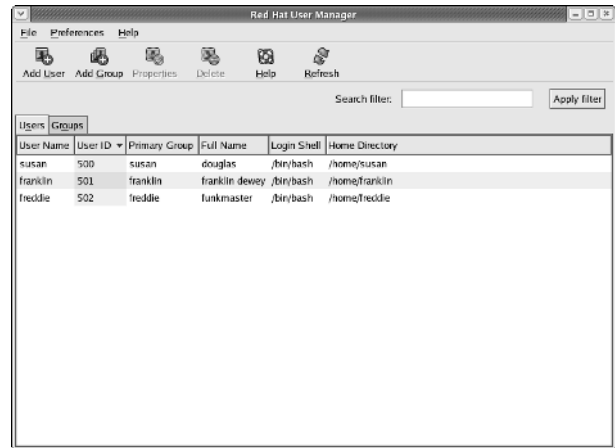 Red Hat User Manager
File Preferences Help
Add User Add Group Properties Delete Help Refresh
Search filter: Apply filter
Users Groups
User Name User ID Primary Group Full Name Login Shell Home Directory
susan 500 susan douglas /bin/bash /home/susan
franklin 501 franklin franklin dewey /bin/bash /home/franklin
freddie 502 freddie funkmaster /bin/bash /home/freddie